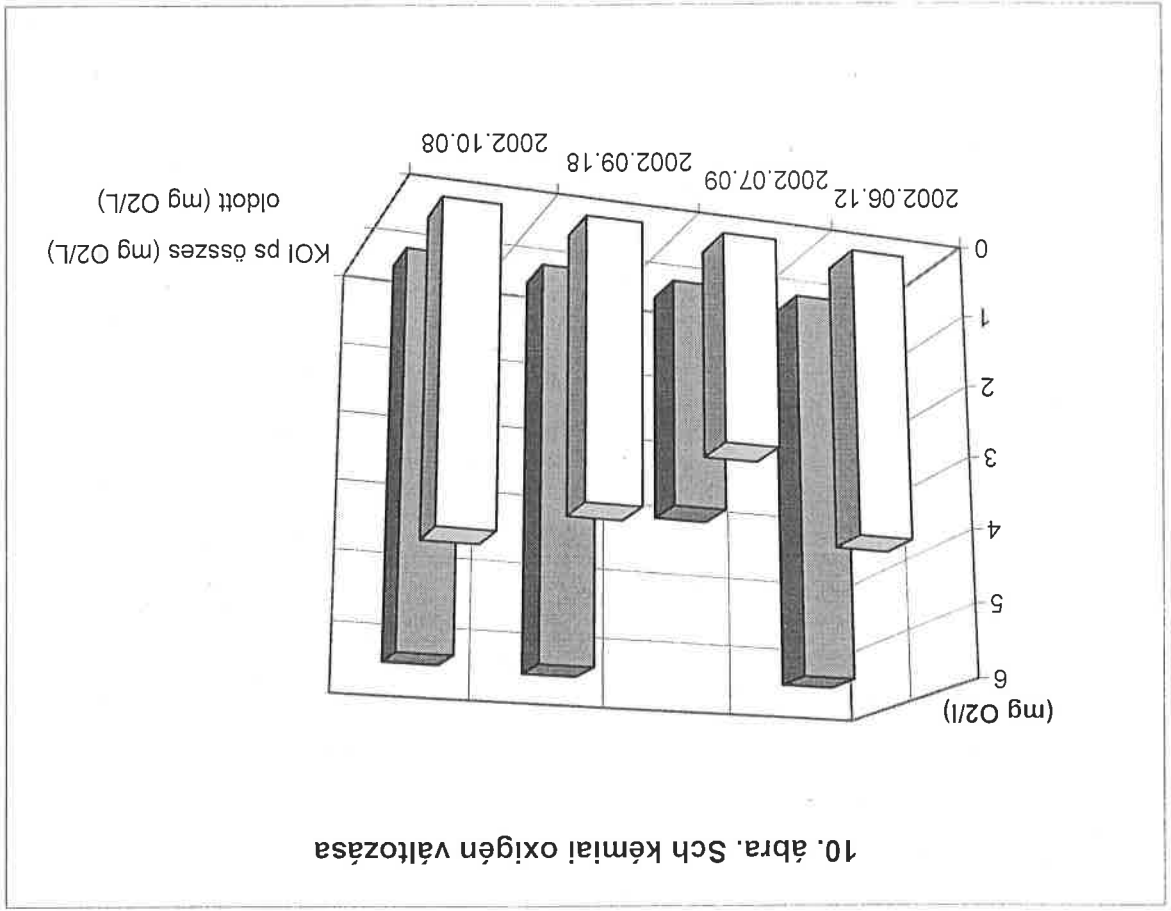 10. ábra. Sch kémiai oxigén változása
(mg O2/l)
6
5
4
3
2
1
0
2002.06.12
2002.07.09
2002.09.18
2002.10.08
KOI ps összes (mg O2/L)
oldott (mg O2/L)